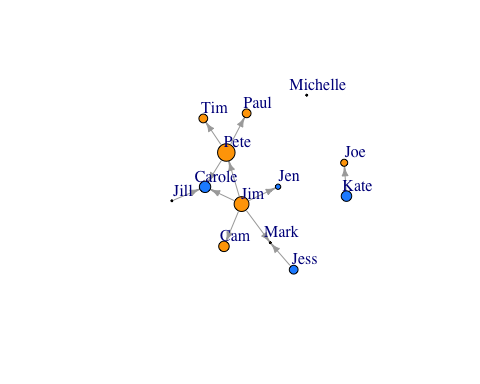 Michelle
Tim
Paul
Pete
Joe
Carole
Jen
Jill
Jim
Kate
Cam
Mark
Jess